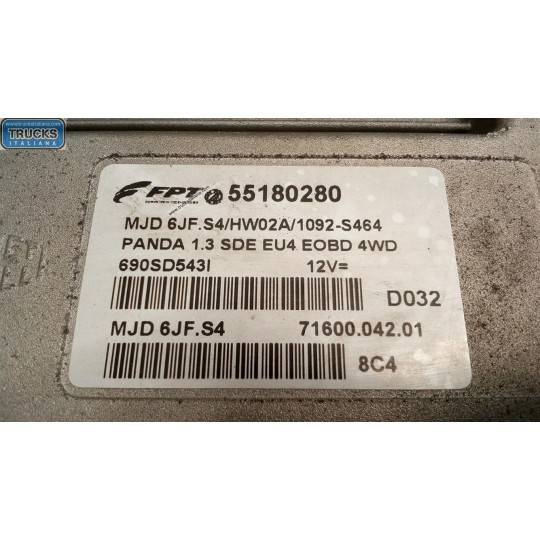 TRUCKS
ITALIANA
FPT 55180280
MJD 6JF.S4/HW02A/1092-S464
PANDA 1.3 SDE EU4 EOBD 4WD
690SD543I 12V=
D032
MJD 6JF.S4 71600.042.01
8C4